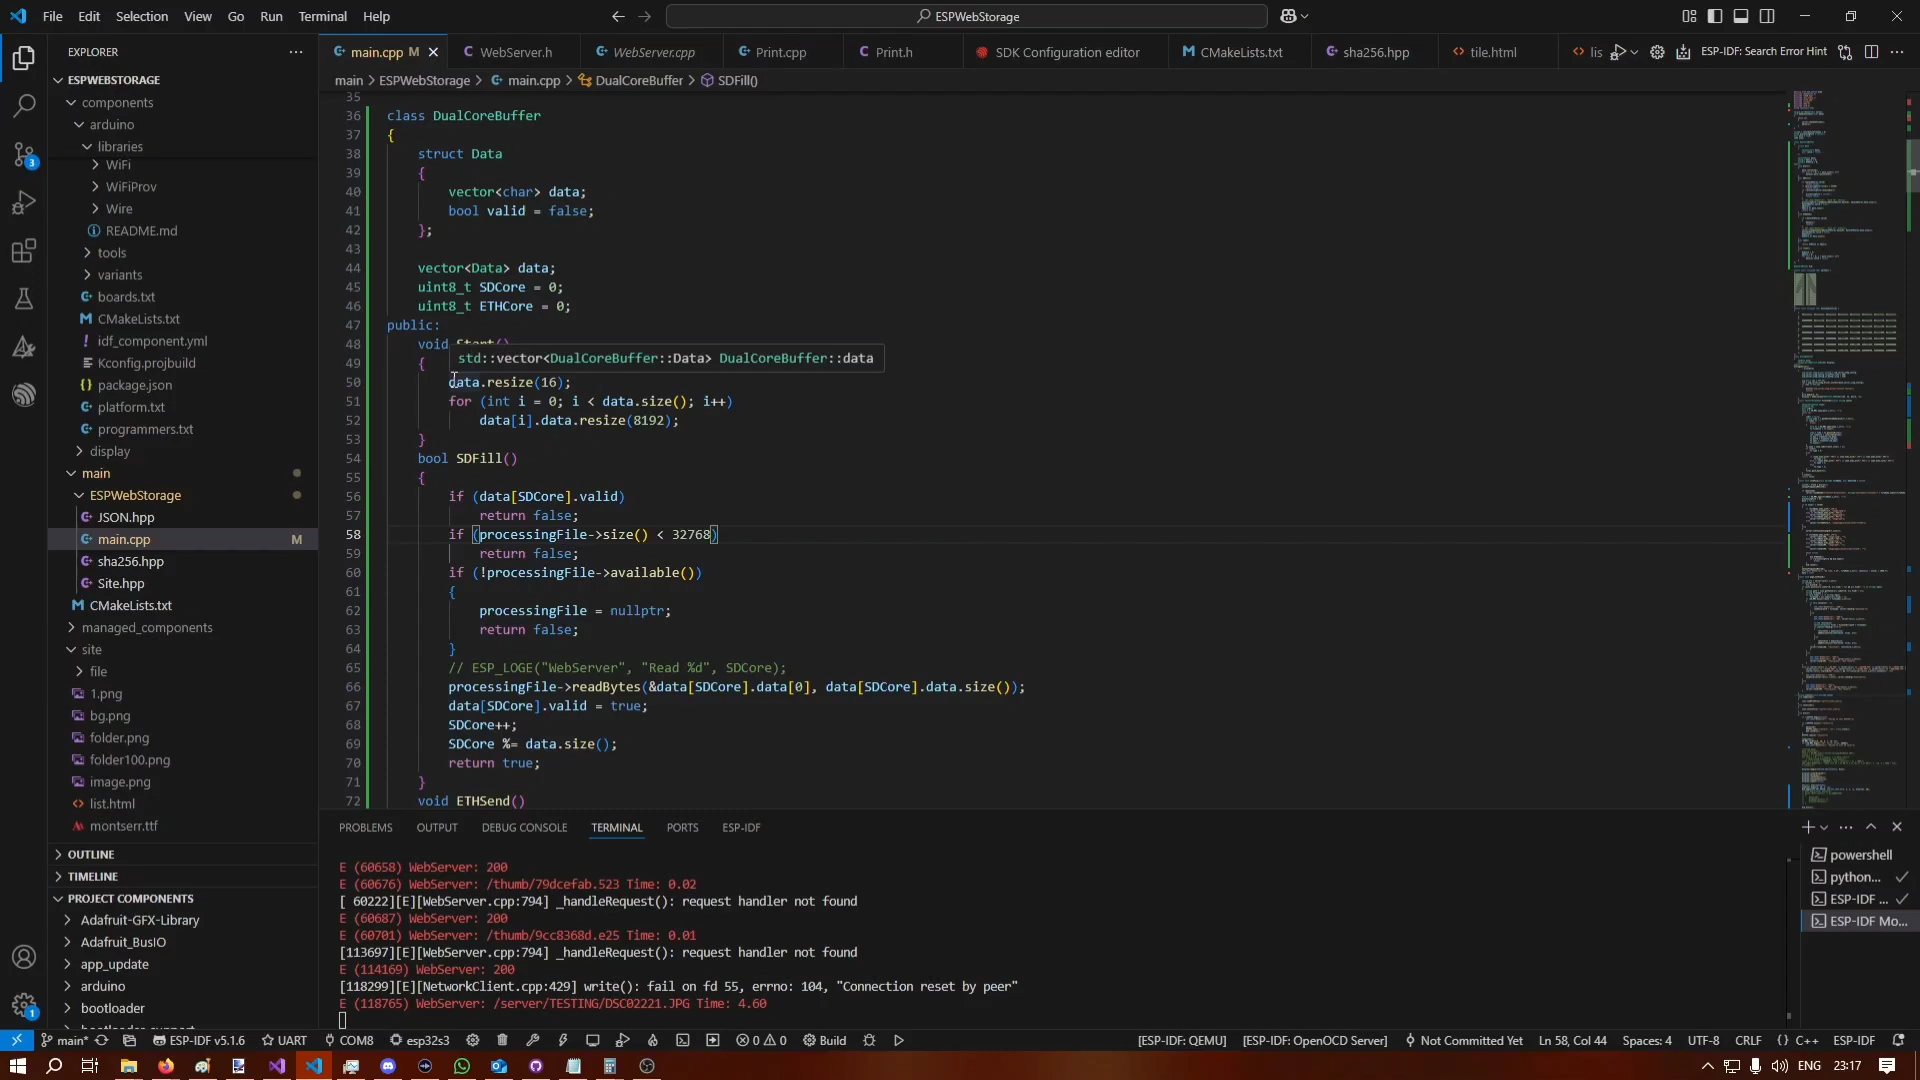 File Edit Selection View Go Run Terminal Help
ESPWebStorage
EXPLORER
main.cpp M
WebServer.h
WebServer.cpp
Print.cpp
Print.h
SDK Configuration editor
CMakeLists.txt
sha256.hpp
tile.html
lis
ESP-IDF: Search Error Hint
main > ESPWebStorage > main.cpp > DualCoreBuffer > SDFill()
ESPWEBSTORAGE
components
arduino
libraries
WiFi
WiFiProv
Wire
README.md
tools
variants
boards.txt
CMakeLists.txt
idf_component.yml
Kconfig.projbuild
package.json
platform.txt
programmers.txt
display
main
ESPWebStorage
JSON.hpp
main.cpp M
sha256.hpp
Site.hpp
CMakeLists.txt
managed_components
site
file
1.png
bg.png
folder.png
folder100.png
image.png
list.html
montserr.ttf
OUTLINE
TIMELINE
PROJECT COMPONENTS
Adafruit-GFX-Library
Adafruit_BusIO
app_update
arduino
bootloader
35
36 class DualCoreBuffer
37 {
38 struct Data
39 {
40 vector<char> data;
41 bool valid = false;
42 };
43
44 vector<Data> data;
45 uint8_t SDCore = 0;
46 uint8_t ETHCore = 0;
47 public:
48 void Start()
std::vector<DualCoreBuffer::Data> DualCoreBuffer::data
49 {
50 data.resize(16);
51 for (int i = 0; i < data.size(); i++)
52 data[i].data.resize(8192);
53 }
54 bool SDFill()
55 {
56 if (data[SDCore].valid)
57 return false;
58 if (processingFile->size() < 32768)
59 return false;
60 if (!processingFile->available())
61 {
62 processingFile = nullptr;
63 return false;
64 }
65 // ESP_LOGE("WebServer", "Read %d", SDCore);
66 processingFile->readBytes(&data[SDCore].data[0], data[SDCore].data.size());
67 data[SDCore].valid = true;
68 SDCore++;
69 SDCore %= data.size();
70 return true;
71 }
72 void ETHSend()
PROBLEMS OUTPUT DEBUG CONSOLE TERMINAL PORTS ESP-IDF
E (60658) WebServer: 200
E (60676) WebServer: /thumb/79dcefab.523 Time: 0.02
[ 60222][E][WebServer.cpp:794] _handleRequest(): request handler not found
E (60687) WebServer: 200
E (60701) WebServer: /thumb/9cc8368d.e25 Time: 0.01
[113697][E][WebServer.cpp:794] _handleRequest(): request handler not found
E (114169) WebServer: 200
[118299][E][NetworkClient.cpp:429] write(): fail on fd 55, errno: 104, "Connection reset by peer"
E (118765) WebServer: /server/TESTING/DSC02221.JPG Time: 4.60
powershell
python...
ESP-IDF ...
ESP-IDF Mo...
3
1
main* ESP-IDF v5.1.6 UART COM8 esp32s3 0 0 Build [ESP-IDF: QEMU] [ESP-IDF: OpenOCD Server] Not Committed Yet Ln 58, Col 44 Spaces: 4 UTF-8 CRLF {} C++ ESP-IDF
ENG 23:17